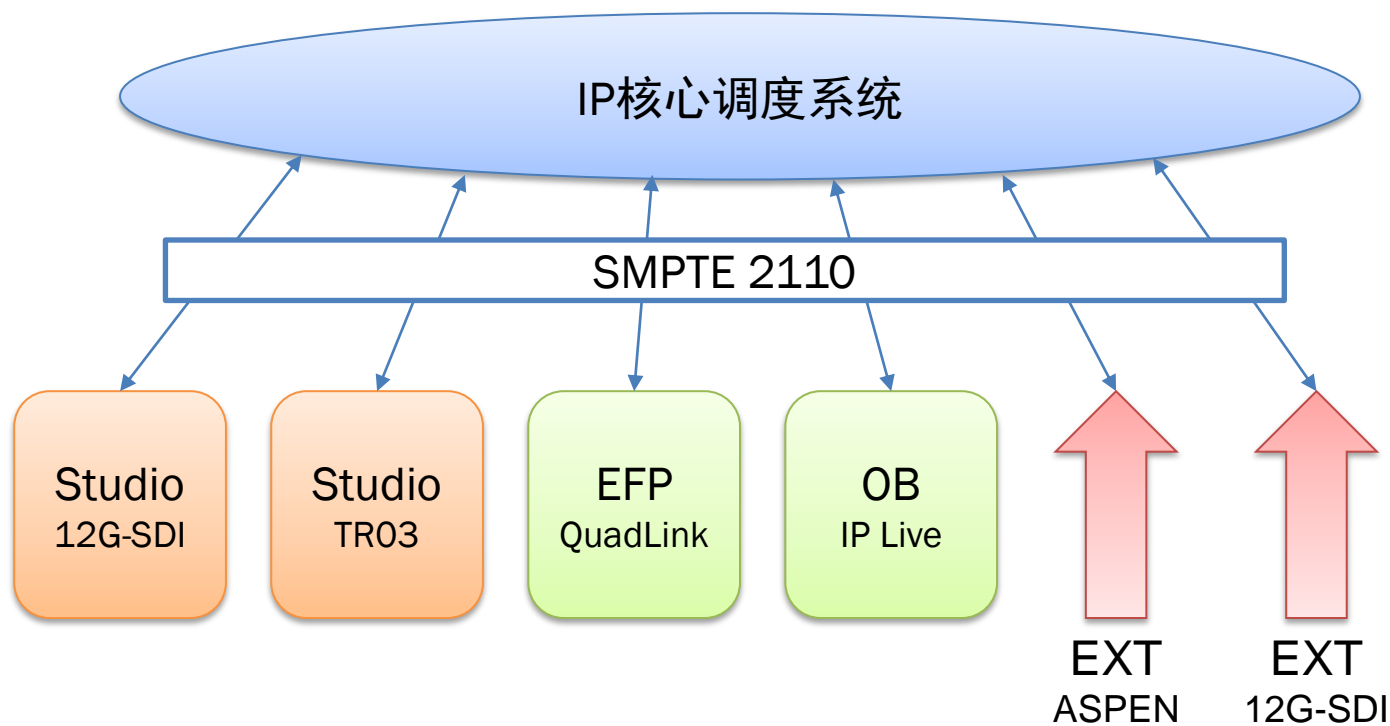 IP核心调度系统
SMPTE 2110
Studio
12G-SDI
Studio
TR03
EFP
QuadLink
OB
IP Live
EXT
ASPEN
EXT
12G-SDI